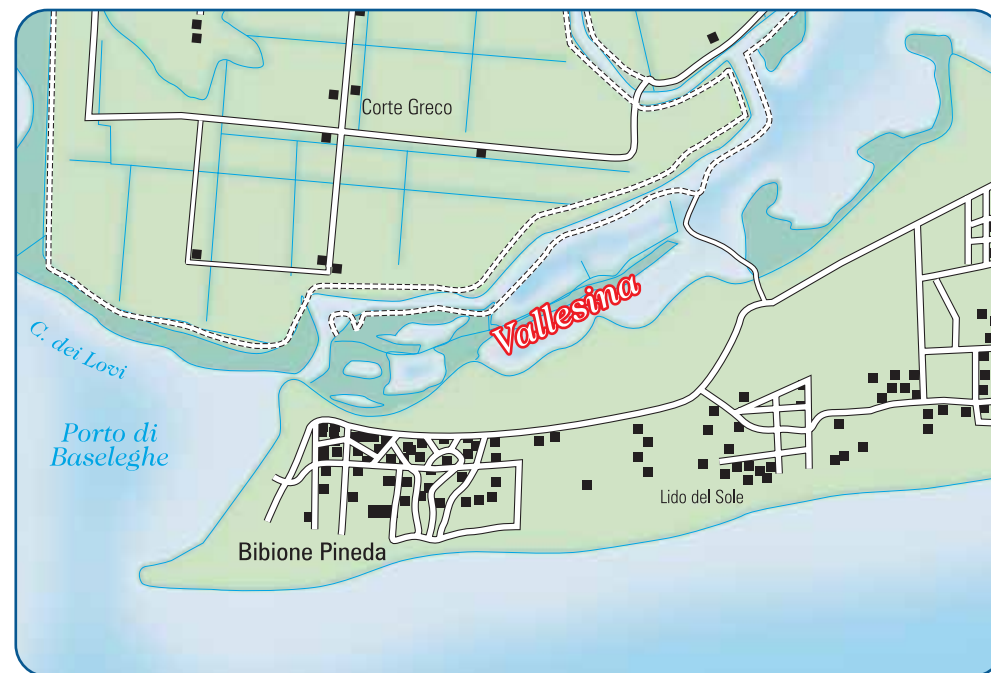 Corte Greco
Vallesina
C. dei Lovi
Porto di
Baseleghe
Lido del Sole
Bibione Pineda